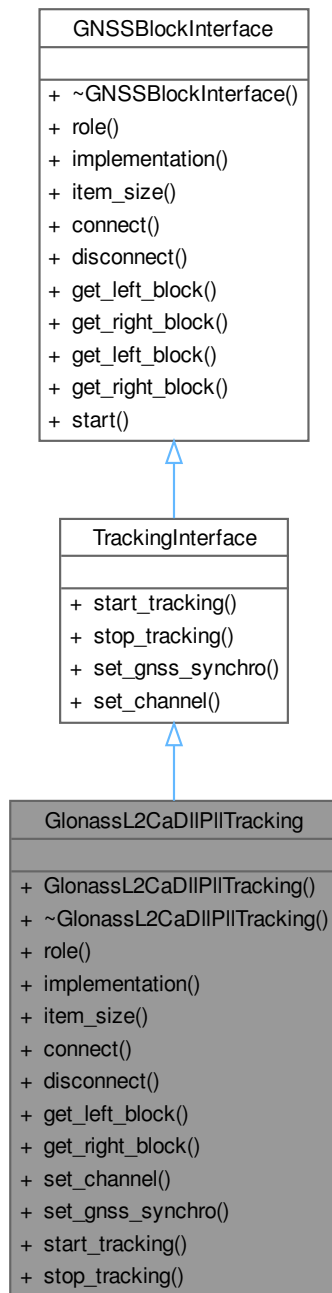 GNSSBlockInterface
+ ~GNSSBlockInterface()
+ role()
+ implementation()
+ item_size()
+ connect()
+ disconnect()
+ get_left_block()
+ get_right_block()
+ get_left_block()
+ get_right_block()
+ start()
TrackingInterface
+ start_tracking()
+ stop_tracking()
+ set_gnss_synchro()
+ set_channel()
GlonassL2CaDllPllTracking
+ GlonassL2CaDllPllTracking()
+ ~GlonassL2CaDllPllTracking()
+ role()
+ implementation()
+ item_size()
+ connect()
+ disconnect()
+ get_left_block()
+ get_right_block()
+ set_channel()
+ set_gnss_synchro()
+ start_tracking()
+ stop_tracking()